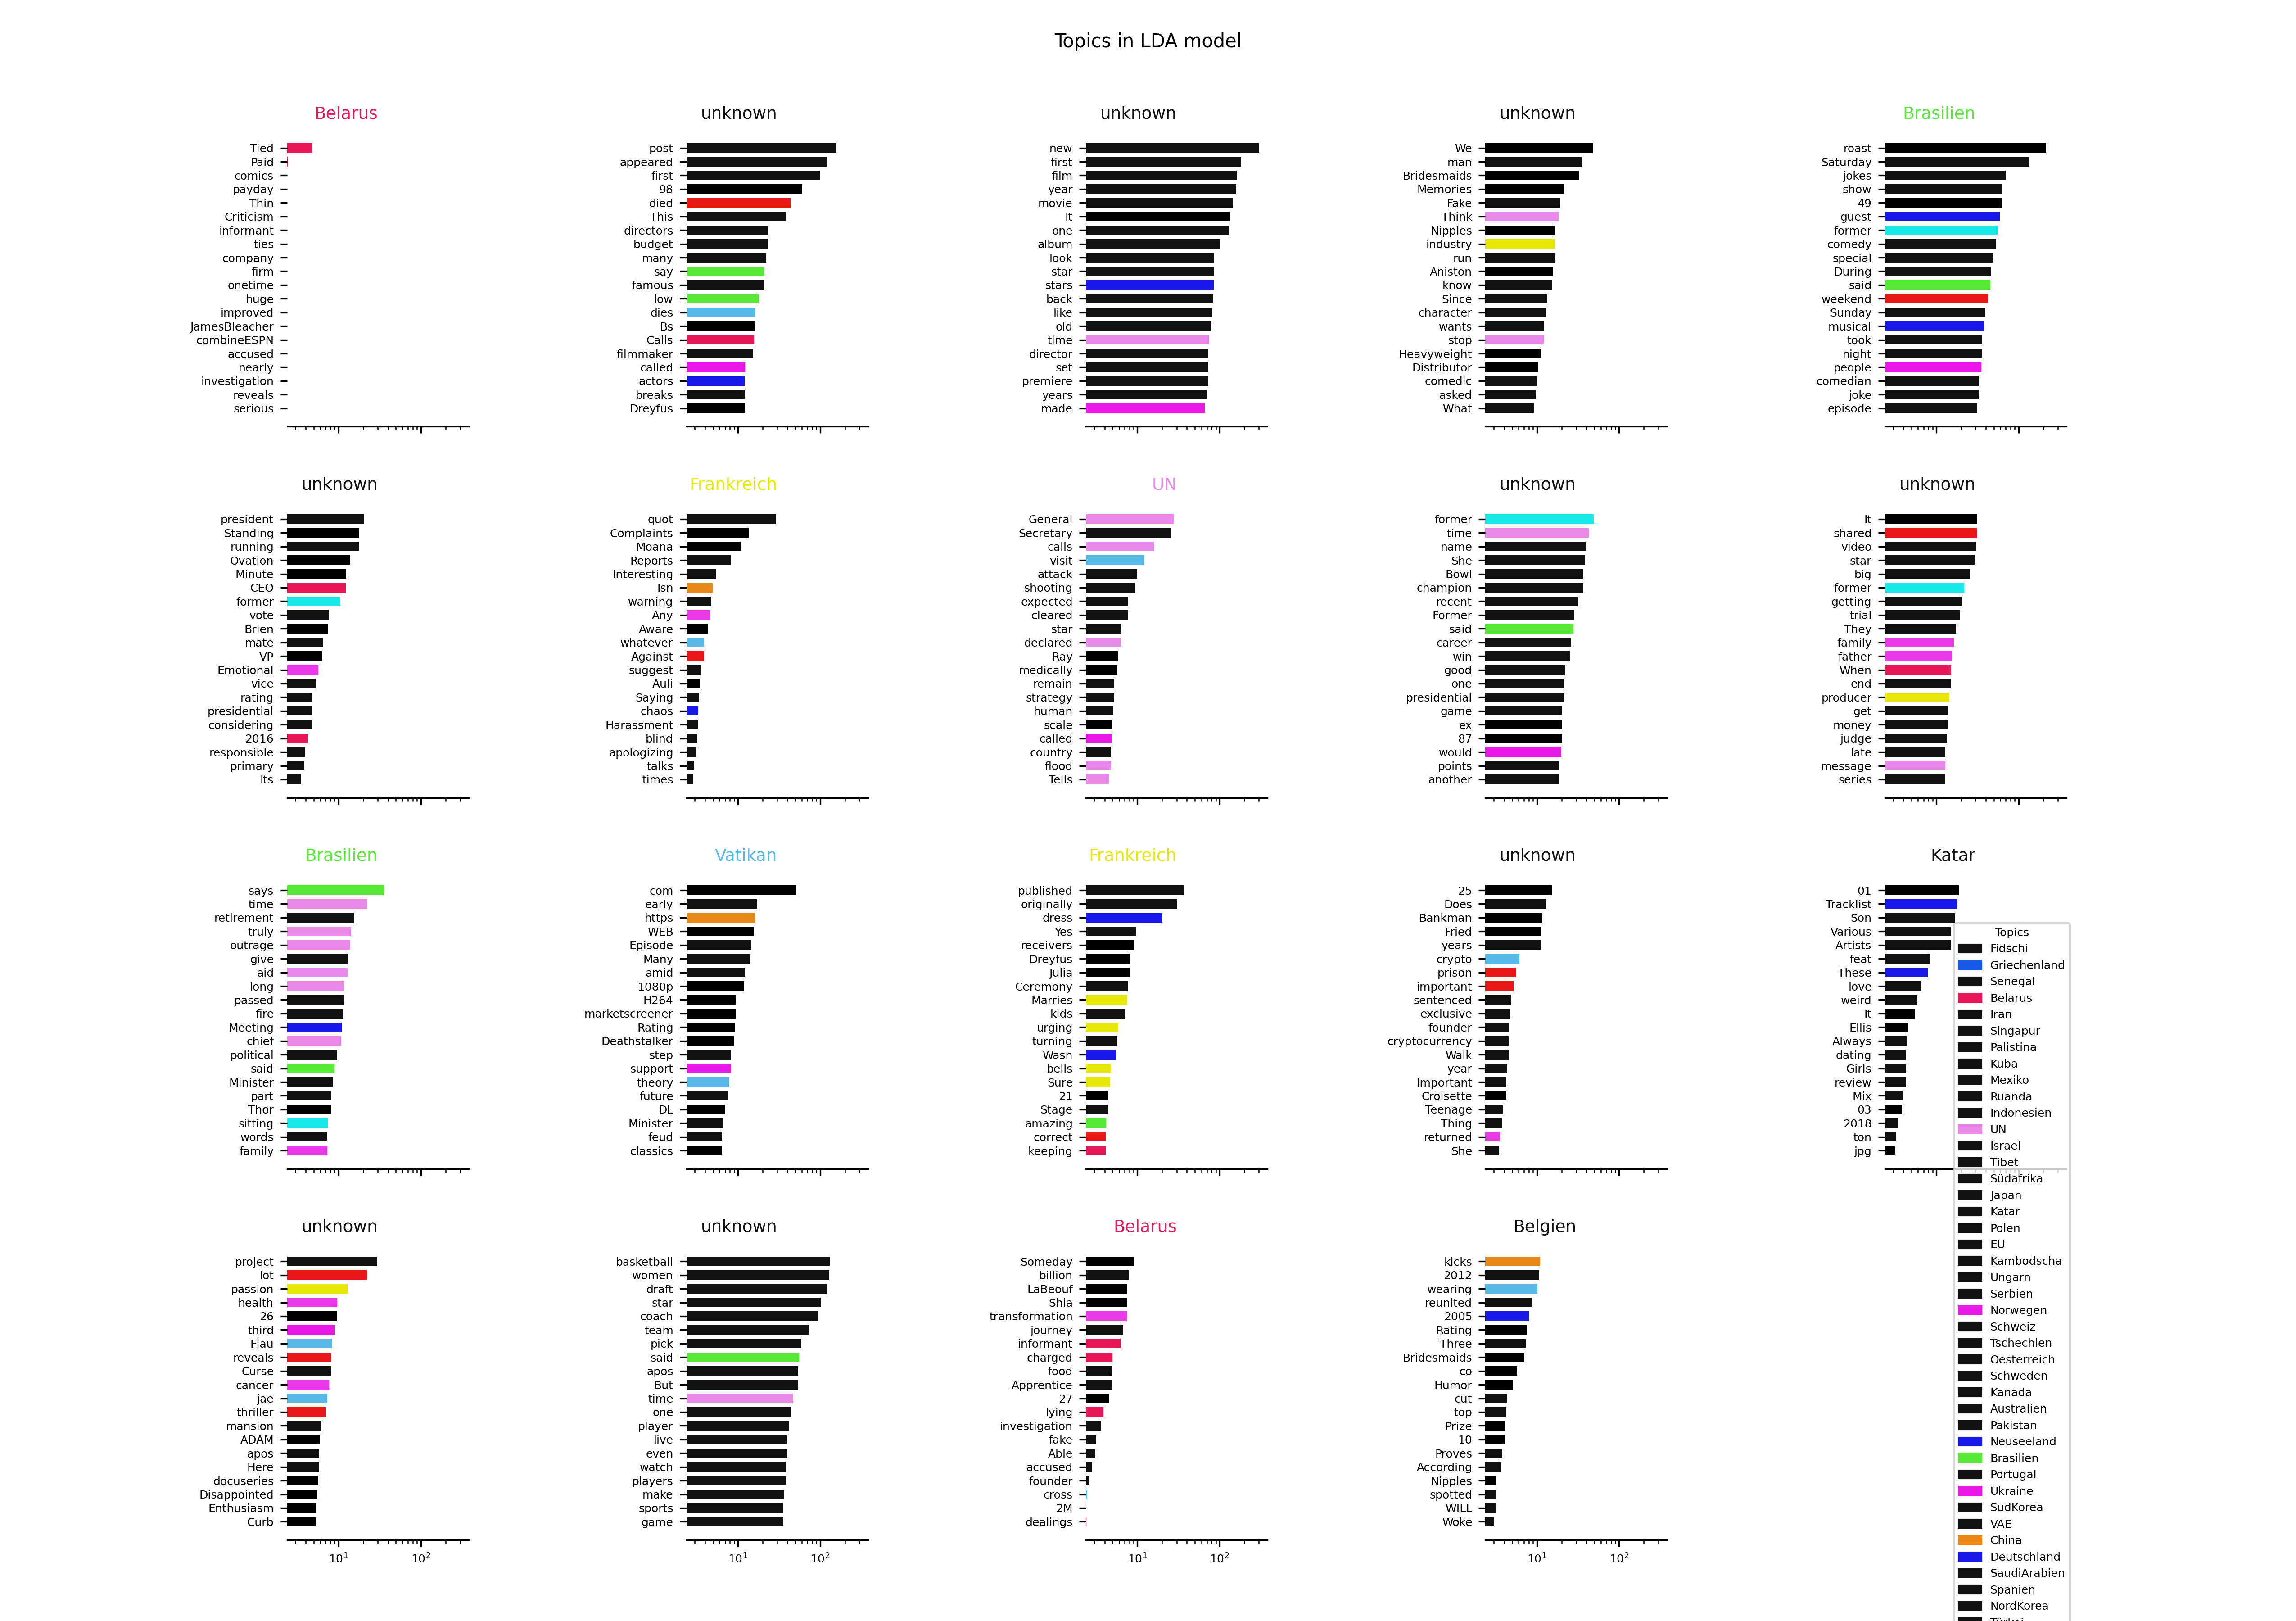 Topics in LDA model
Belarus
Tied
Paid
comics
payday
Thin
Criticism
informant
ties
company
firm
onetime
huge
improved
JamesBleacher
combineESPN
accused
nearly
investigation
reveals
serious
unknown
post
appeared
first
98
died
This
directors
budget
many
say
famous
low
dies
Bs
Calls
filmmaker
called
actors
breaks
Dreyfus
unknown
new
first
film
year
movie
It
one
album
look
star
stars
back
like
old
time
director
set
premiere
years
made
unknown
We
man
Bridesmaids
Memories
Fake
Think
Nipples
industry
run
Aniston
know
Since
character
wants
stop
Heavyweight
Distributor
comedic
asked
What
Brasilien
roast
Saturday
jokes
show
49
guest
former
comedy
special
During
said
weekend
Sunday
musical
took
night
people
comedian
joke
episode
unknown
president
Standing
running
Ovation
Minute
CEO
former
vote
Brien
mate
VP
Emotional
vice
rating
presidential
considering
2016
responsible
primary
Its
Frankreich
quot
Complaints
Moana
Reports
Interesting
Isn
warning
Any
Aware
whatever
Against
suggest
Auli
Saying
chaos
Harassment
blind
apologizing
talks
times
UN
General
Secretary
calls
visit
attack
shooting
expected
cleared
star
declared
Ray
medically
remain
strategy
human
scale
called
country
flood
Tells
unknown
former
time
name
She
Bowl
champion
recent
Former
said
career
win
good
one
presidential
game
ex
87
would
points
another
unknown
It
shared
video
star
big
former
getting
trial
They
family
father
When
end
producer
get
money
judge
late
message
series
Brasilien
says
time
retirement
truly
outrage
give
aid
long
passed
fire
Meeting
chief
political
said
Minister
part
Thor
sitting
words
family
Vatikan
com
early
https
WEB
Episode
Many
amid
1080p
H264
marketscreener
Rating
Deathstalker
step
support
theory
future
DL
Minister
feud
classics
Frankreich
published
originally
dress
Yes
receivers
Dreyfus
Julia
Ceremony
Marries
kids
urging
turning
Wasn
bells
Sure
21
Stage
amazing
correct
keeping
unknown
25
Does
Bankman
Fried
years
crypto
prison
important
sentenced
exclusive
founder
cryptocurrency
Walk
year
Important
Croisette
Teenage
Thing
returned
She
Katar
01
Tracklist
Son
Various
Artists
feat
These
love
weird
It
Ellis
Always
dating
Girls
review
Mix
03
2018
ton
jpg
unknown
project
lot
passion
health
26
third
Flau
reveals
Curse
cancer
jae
thriller
mansion
ADAM
apos
Here
docuseries
Disappointed
Enthusiasm
Curb
10¹ 10²
unknown
basketball
women
draft
star
coach
team
pick
said
apos
But
time
one
player
live
even
watch
players
make
sports
game
10¹ 10²
Belarus
Someday
billion
LaBeouf
Shia
transformation
journey
informant
charged
food
Apprentice
27
lying
investigation
fake
Able
accused
founder
cross
2M
dealings
10¹ 10²
Belgien
kicks
2012
wearing
reunited
2005
Rating
Three
Bridesmaids
co
Humor
cut
top
Prize
10
Proves
According
Nipples
spotted
WILL
Woke
10¹ 10²
Topics
Fidschi
Griechenland
Senegal
Belarus
Iran
Singapur
Palistina
Kuba
Mexiko
Ruanda
Indonesien
UN
Israel
Tibet
Südafrika
Japan
Katar
Polen
EU
Kambodscha
Ungarn
Serbien
Norwegen
Schweiz
Tschechien
Oesterreich
Schweden
Kanada
Australien
Pakistan
Neuseeland
Brasilien
Portugal
Ukraine
SüdKorea
VAE
China
Deutschland
SaudiArabien
Spanien
NordKorea